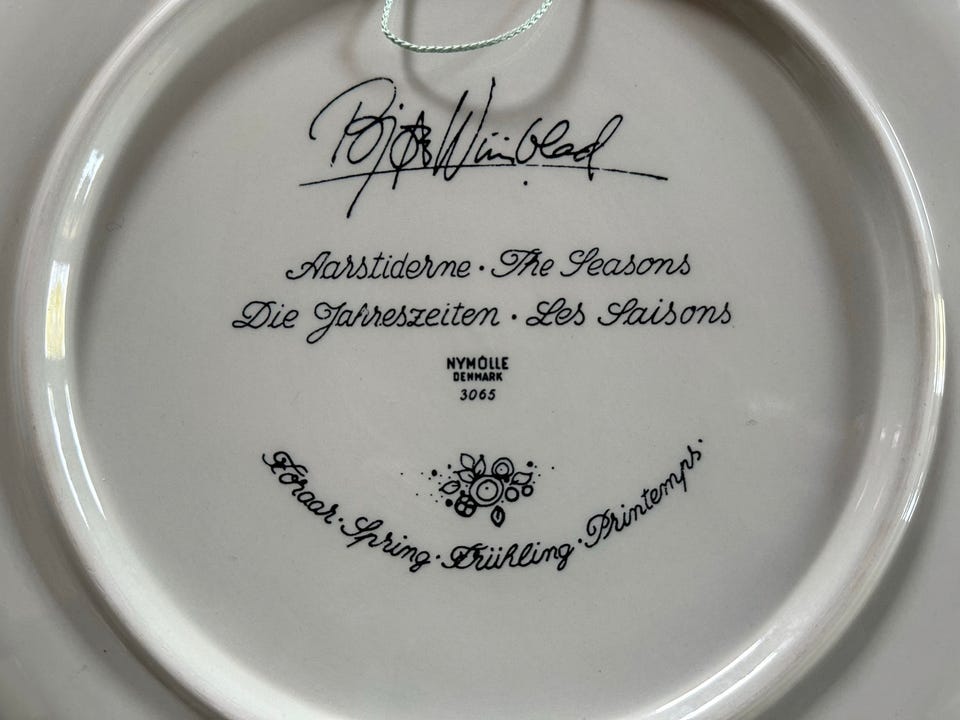 Bjørn Wiinblad
Aarstiderne · The Seasons
Die Jahreszeiten · Les Saisons
NYMÖLLE
DENMARK
3065
Foraar · Spring · Frühling · Printemps ·